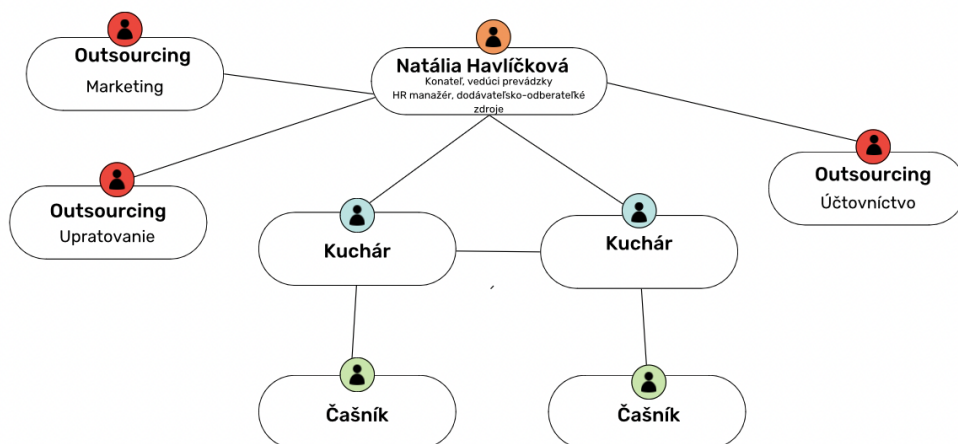 Outsourcing
Marketing
Natália Havlíčková
Konateľ, vedúci prevádzky
HR manažér, dodávateľsko-odberateľké
zdroje
Outsourcing
Upratovanie
Outsourcing
Účtovníctvo
Kuchár
Kuchár
Čašník
Čašník